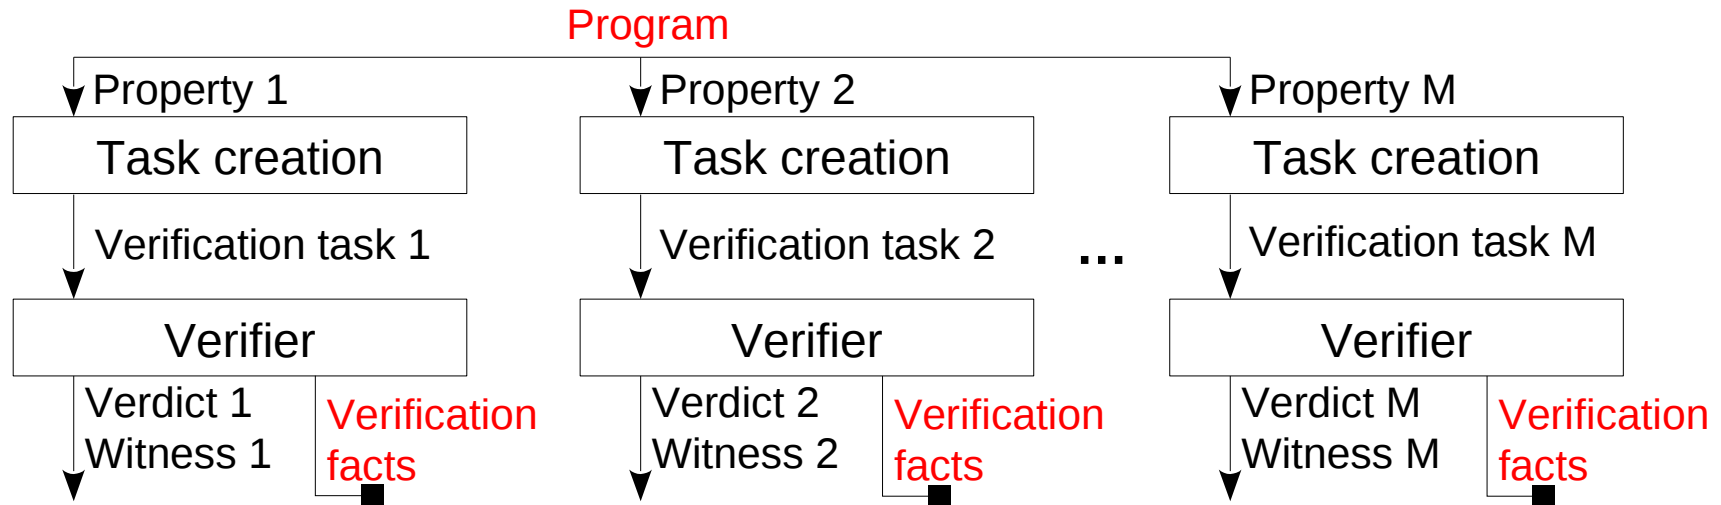 Program
Property 1
Property 2
Property M
Task creation
Task creation
Task creation
Verification task 1
Verification task 2
...
Verification task M
Verifier
Verifier
Verifier
Verdict 1
Witness 1
Verification
facts
Verdict 2
Witness 2
Verification
facts
Verdict M
Witness M
Verification
facts